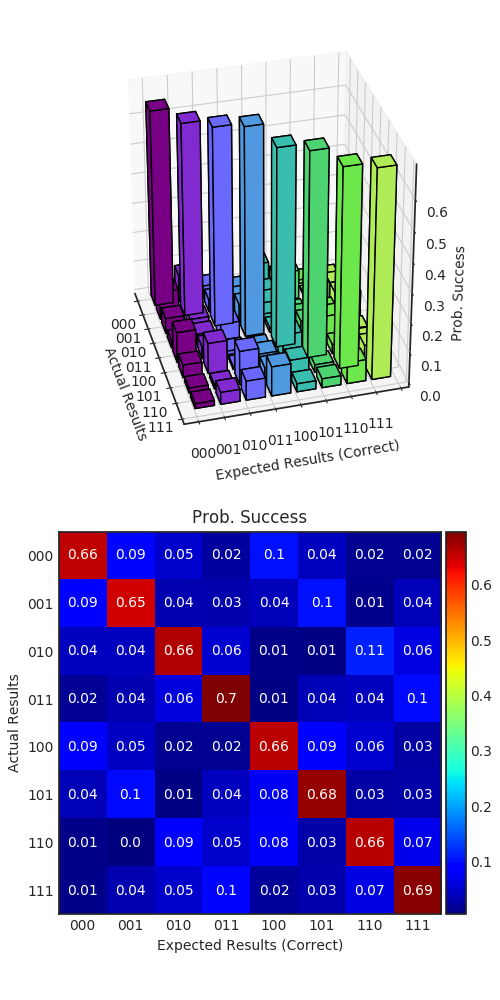 0.6
0.5
0.4
0.3
0.2
0.1
0.0
Prob. Success
000
001
010
011
100
101
110
111
Actual Results
000 001 010 011 100 101 110 111
Expected Results (Correct)
Prob. Success
000 0.66 0.09 0.05 0.02 0.1 0.04 0.02 0.02
001 0.09 0.65 0.04 0.03 0.04 0.1 0.01 0.04
010 0.04 0.04 0.66 0.06 0.01 0.01 0.11 0.06
011 0.02 0.04 0.06 0.7 0.01 0.04 0.04 0.1
100 0.09 0.05 0.02 0.02 0.66 0.09 0.06 0.03
101 0.04 0.1 0.01 0.04 0.08 0.68 0.03 0.03
110 0.01 0.0 0.09 0.05 0.08 0.03 0.66 0.07
111 0.01 0.04 0.05 0.1 0.02 0.03 0.07 0.69
000 001 010 011 100 101 110 111
Expected Results (Correct)
Actual Results
0.6
0.5
0.4
0.3
0.2
0.1